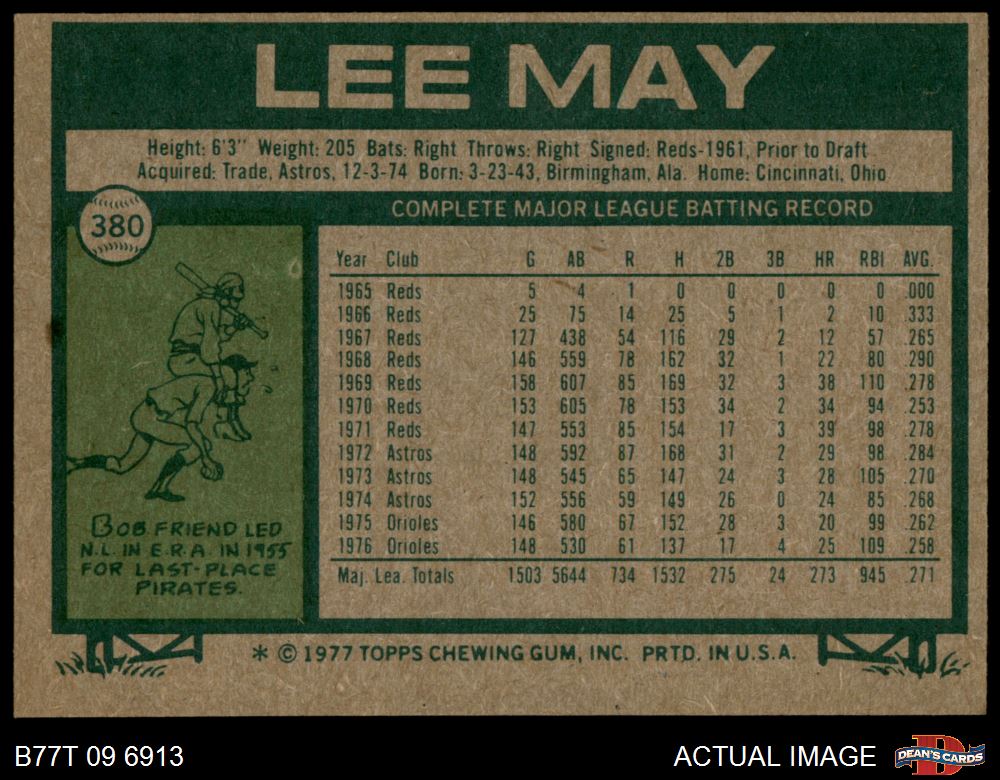 LEE MAY
Height: 6'3" Weight: 205 Bats: Right Throws: Right Signed: Reds-1961, Prior to Draft
Acquired: Trade, Astros, 12-3-74 Born: 3-23-43, Birmingham, Ala. Home: Cincinnati, Ohio
380
COMPLETE MAJOR LEAGUE BATTING RECORD
Year Club G AB R H 2B 3B HR RBI AVG.
1965 Reds 5 4 1 0 0 0 0 0 .000
1966 Reds 25 75 14 25 5 1 2 10 .333
1967 Reds 127 438 54 116 29 2 12 57 .265
1968 Reds 146 559 78 162 32 1 22 80 .290
1969 Reds 158 607 85 169 32 3 38 110 .278
1970 Reds 153 605 78 153 34 2 34 94 .253
1971 Reds 147 553 85 154 17 3 39 98 .278
1972 Astros 148 592 87 168 31 2 29 98 .284
1973 Astros 148 545 65 147 24 3 28 105 .270
1974 Astros 152 556 59 149 26 0 24 85 .268
1975 Orioles 146 580 67 152 28 3 20 99 .262
1976 Orioles 148 530 61 137 17 4 25 109 .258
Maj. Lea. Totals 1503 5644 734 1532 275 24 273 945 .271
BOB FRIEND LED
N.L. IN E.R.A. IN 1955
FOR LAST-PLACE
PIRATES.
* © 1977 TOPPS CHEWING GUM, INC. PRTD. IN U.S.A.
B77T 09 6913
ACTUAL IMAGE
D
DEAN'S CARDS